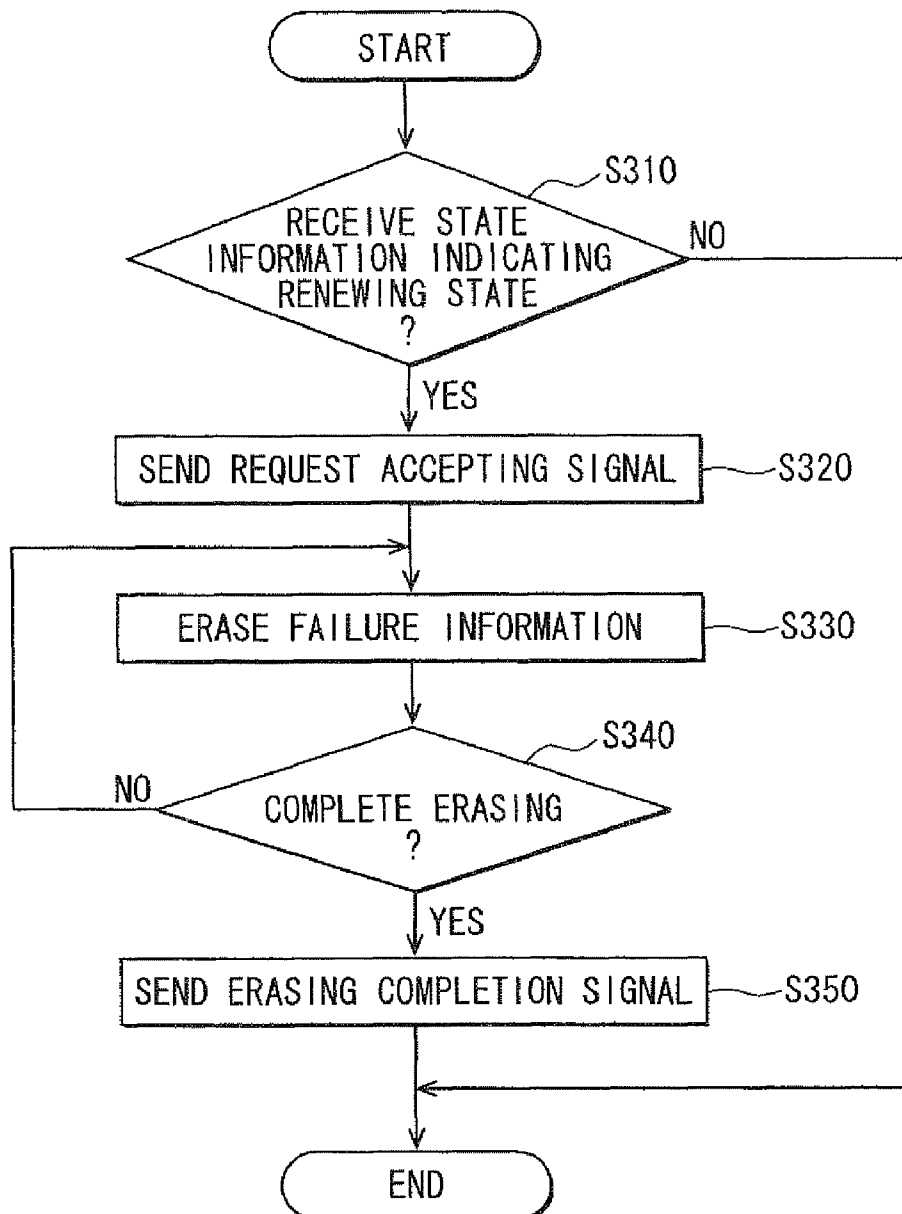 START
S310
RECEIVE STATE
INFORMATION INDICATING
RENEWING STATE
?
NO
YES
SEND REQUEST ACCEPTING SIGNAL
S320
ERASE FAILURE INFORMATION
S330
S340
NO
COMPLETE ERASING
?
YES
SEND ERASING COMPLETION SIGNAL
S350
END